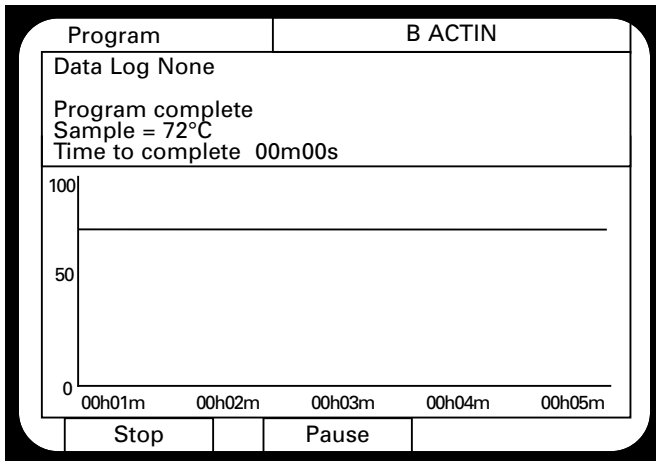 Program B ACTIN
Data Log None
Program complete
Sample = 72°C
Time to complete 00m00s
100
50
0
00h01m 00h02m 00h03m 00h04m 00h05m
Stop Pause